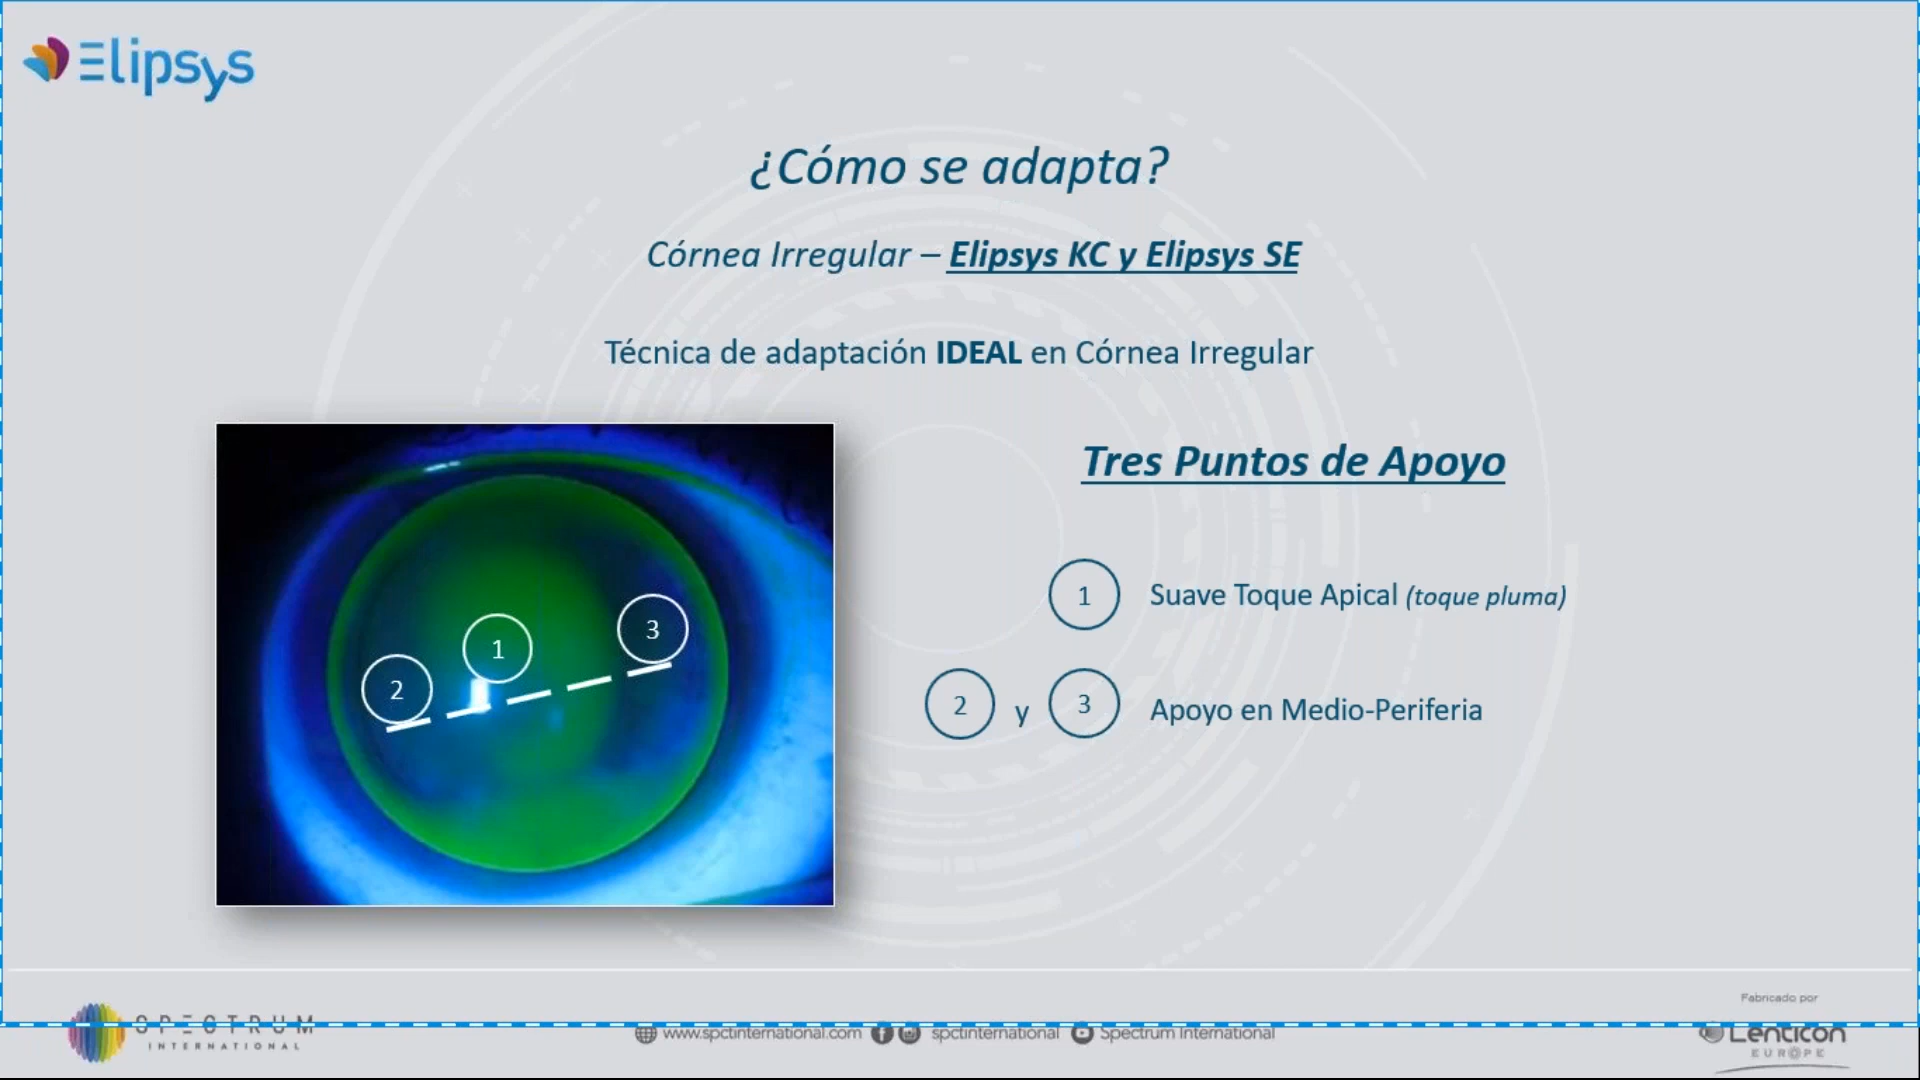 Elipsys
¿Cómo se adapta?
Córnea Irregular – Elipsys KC y Elipsys SE
Técnica de adaptación IDEAL en Córnea Irregular
Tres Puntos de Apoyo
1 Suave Toque Apical (toque pluma)
2 y 3 Apoyo en Medio-Periferia
2
1
3
Fabricado por
SPECTRUM
INTERNATIONAL
www.spctinternational.com spctinternational Spectrum International
Lenticon
EUROPE